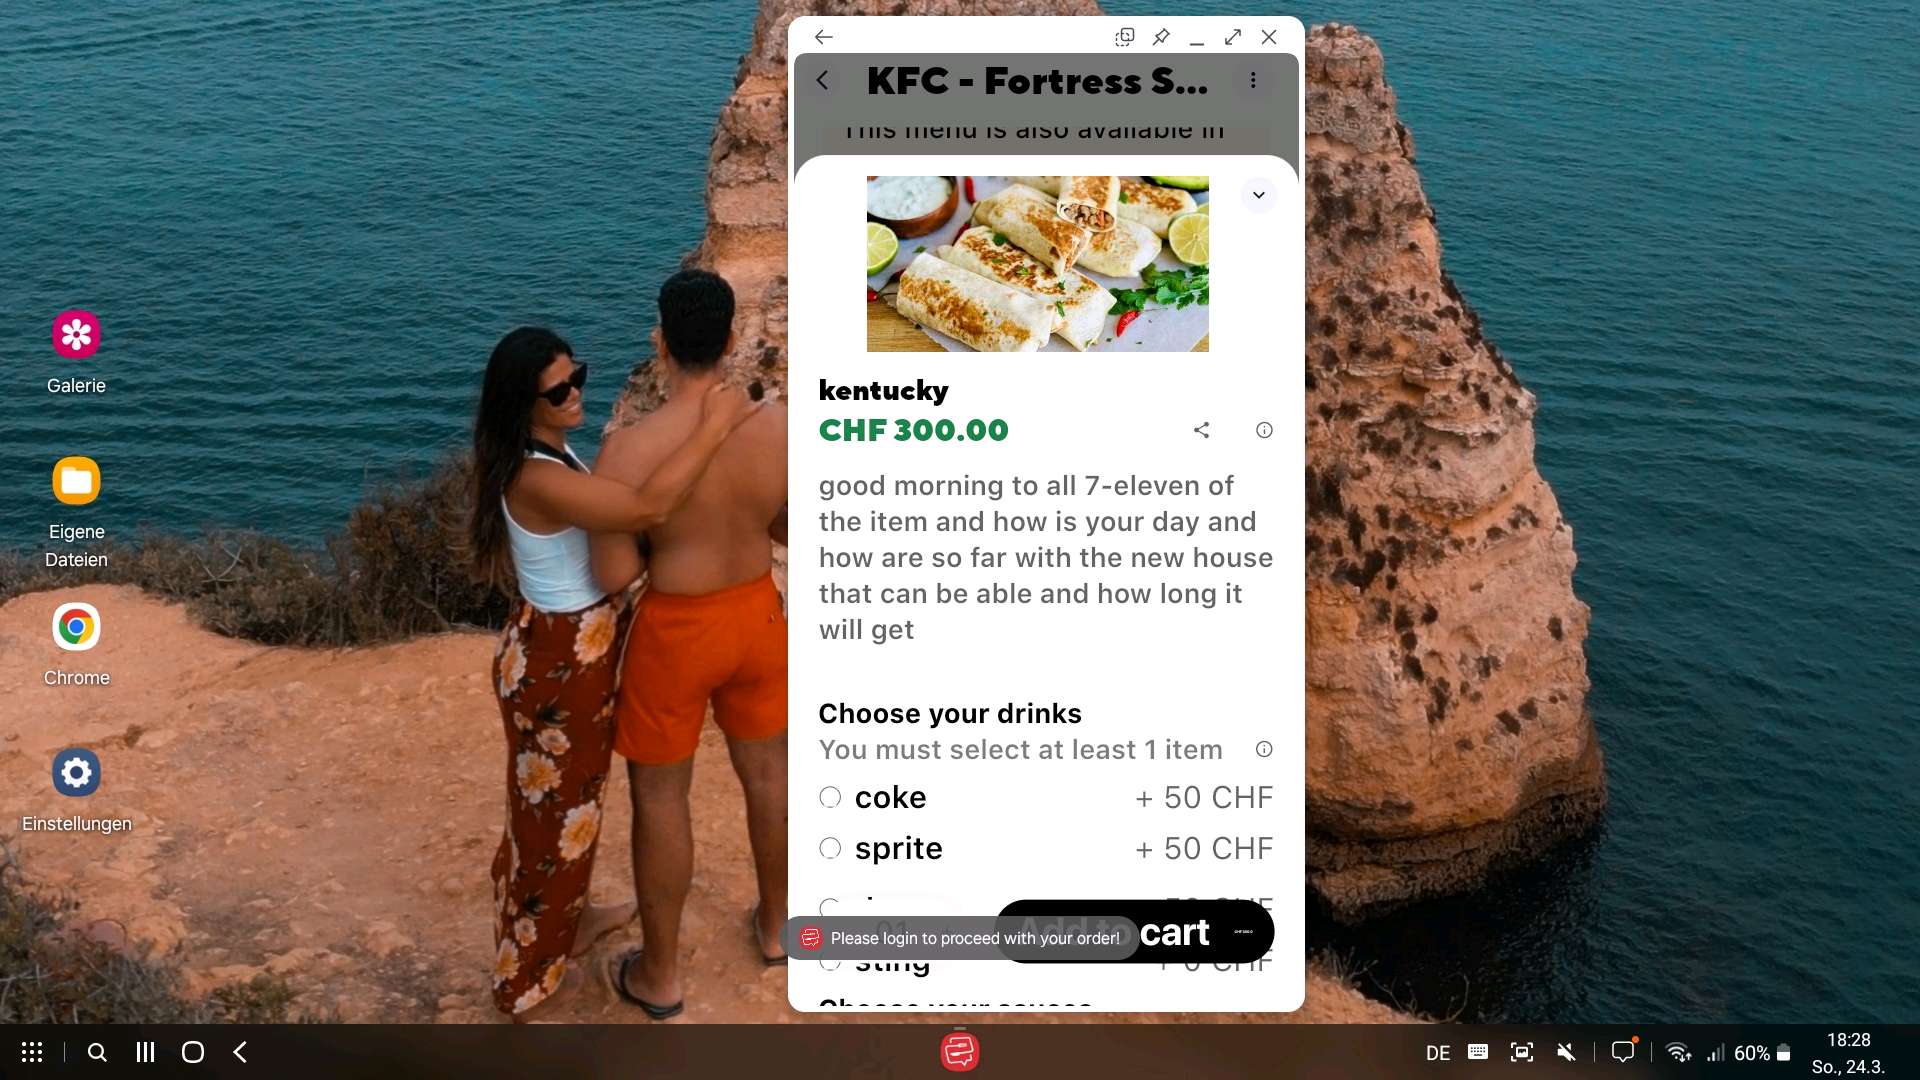 KFC - Fortress S...
This menu is also available in
kentucky
CHF 300.00
good morning to all 7-eleven of
the item and how is your day and
how are so far with the new house
that can be able and how long it
will get
Choose your drinks
You must select at least 1 item
coke + 50 CHF
sprite + 50 CHF
Add to cart
Please login to proceed with your order!
sting + 0 CHF
Choose your sauces
Galerie
Eigene
Dateien
Chrome
Einstellungen
DE
60%
18:28
So., 24.3.